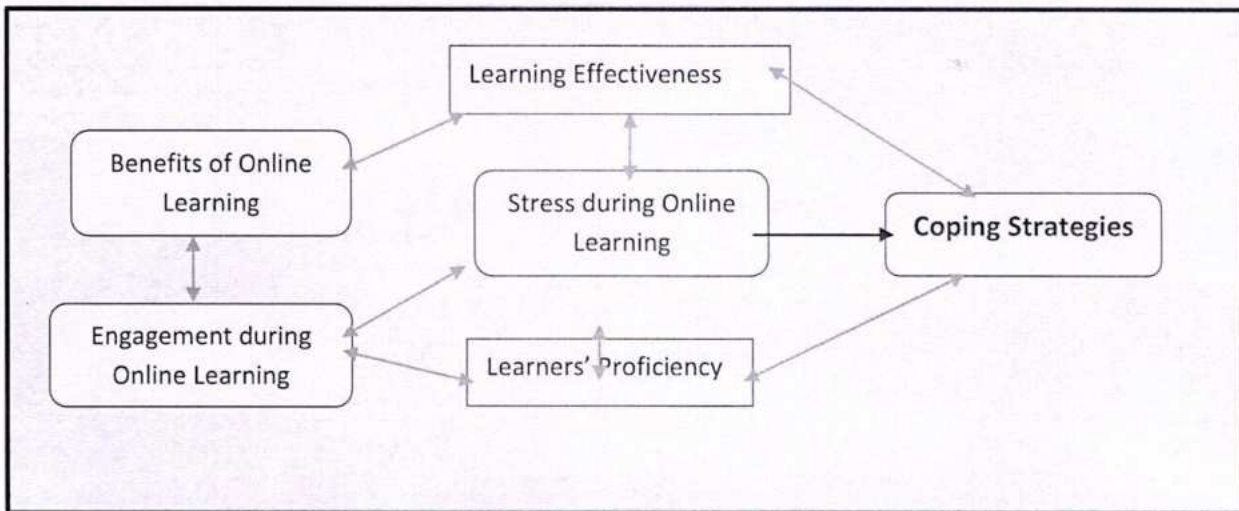 Learning Effectiveness
Benefits of Online
Learning
Stress during Online
Learning
Coping Strategies
Engagement during
Online Learning
Learners' Proficiency